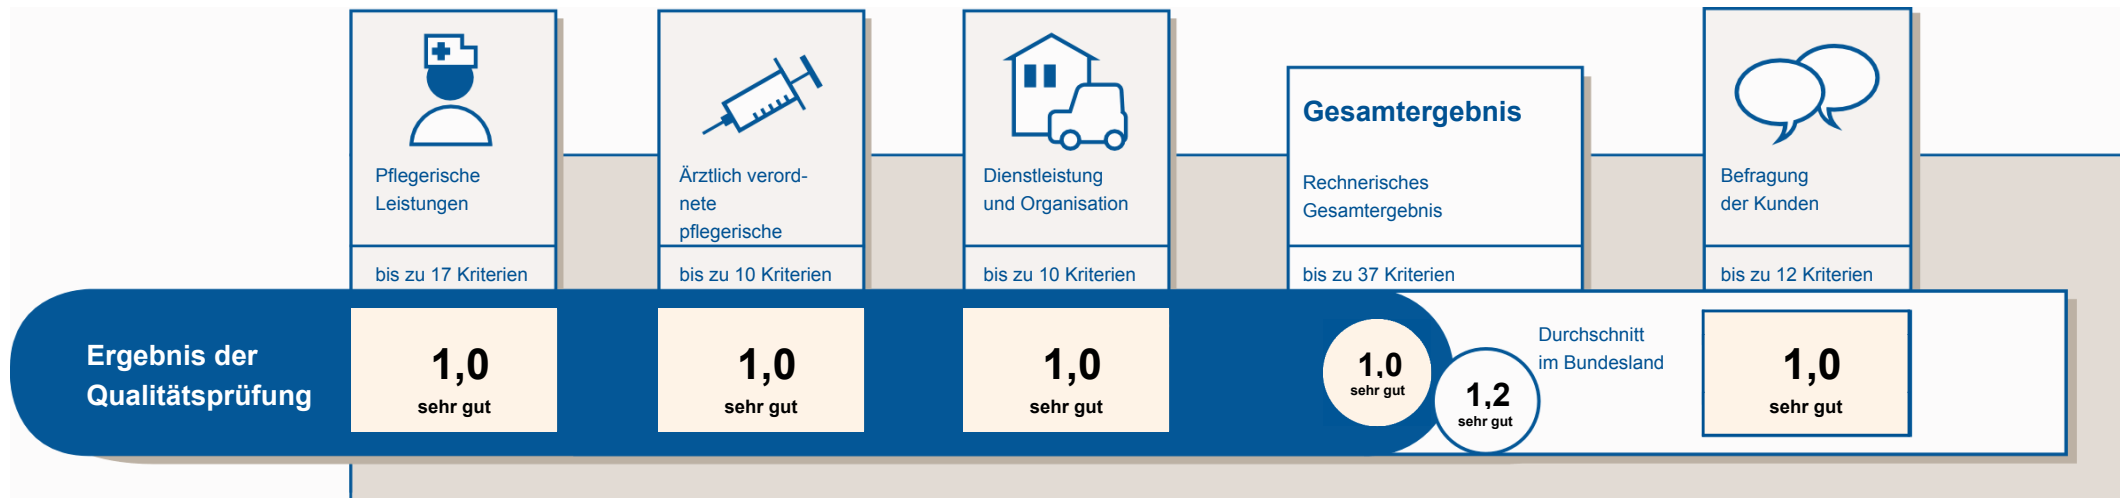 Pflegerische
Leistungen
bis zu 17 Kriterien
Ärztlich verord-
nete
pflegerische
bis zu 10 Kriterien
Dienstleistung
und Organisation
bis zu 10 Kriterien
Gesamtergebnis
Rechnerisches
Gesamtergebnis
bis zu 37 Kriterien
Befragung
der Kunden
bis zu 12 Kriterien
Ergebnis der
Qualitätsprüfung
1,0
sehr gut
1,0
sehr gut
1,0
sehr gut
1,0
sehr gut
1,2
sehr gut
Durchschnitt
im Bundesland
1,0
sehr gut